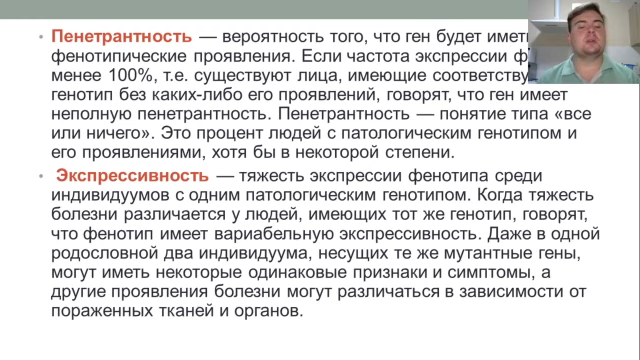 • Пенетрантность — вероятность того, что ген будет имет
фенотипические проявления. Если частота экспрессии ф
менее 100%, т.е. существуют лица, имеющие соответству
генотип без каких-либо его проявлений, говорят, что ген имеет
неполную пенетрантность. Пенетрантность — понятие типа «все
или ничего». Это процент людей с патологическим генотипом и
его проявлениями, хотя бы в некоторой степени.
• Экспрессивность — тяжесть экспрессии фенотипа среди
индивидуумов с одним патологическим генотипом. Когда тяжесть
болезни различается у людей, имеющих тот же генотип, говорят,
что фенотип имеет вариабельную экспрессивность. Даже в одной
родословной два индивидуума, несущих те же мутантные гены,
могут иметь некоторые одинаковые признаки и симптомы, а
другие проявления болезни могут различаться в зависимости от
пораженных тканей и органов.